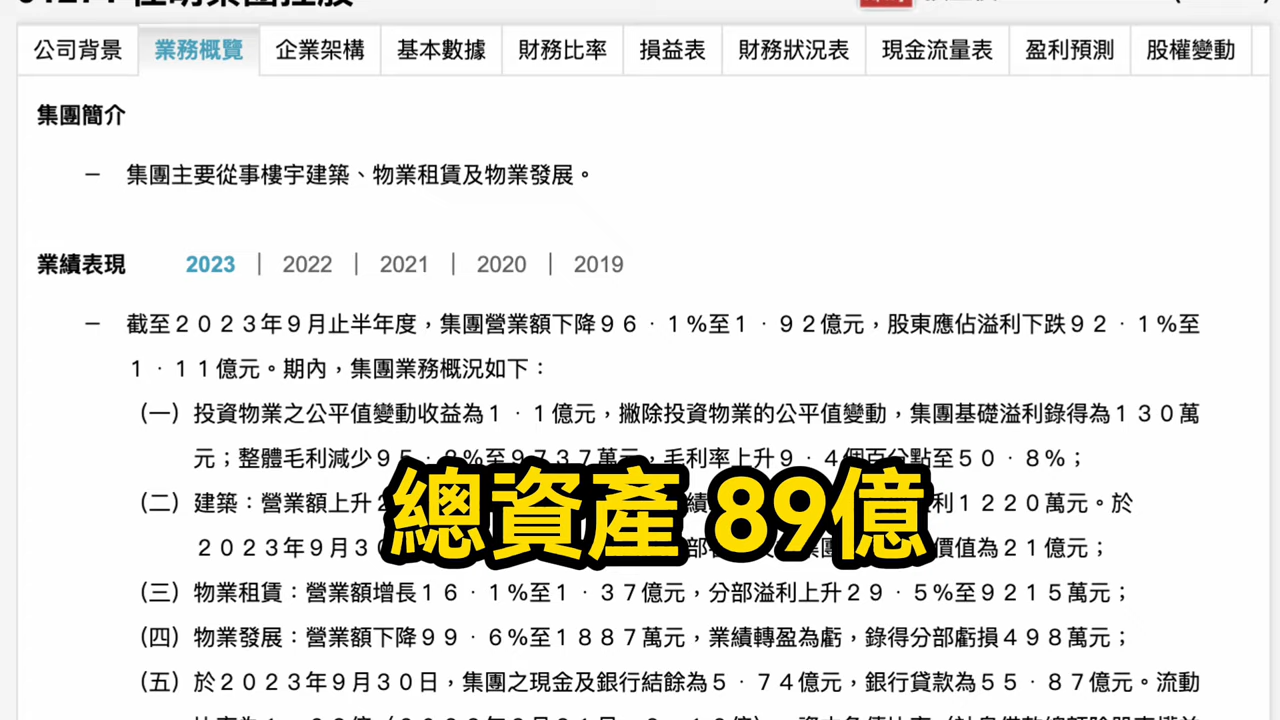 公司背景 業務概覽 企業架構 基本數據 財務比率 損益表 財務狀況表 現金流量表 盈利預測 股權變動
集團簡介
－ 集團主要從事樓宇建築、物業租賃及物業發展。
業績表現 2023 | 2022 | 2021 | 2020 | 2019
－ 截至２０２３年９月止半年度，集團營業額下降９６﹒１%至１﹒９２億元，股東應佔溢利下跌９２﹒１%至
１﹒１１億元。期內，集團業務概況如下：
（一）投資物業之公平值變動收益為１﹒１億元，撇除投資物業的公平值變動，集團基礎溢利錄得為１３０萬
元；整體毛利減少９５﹒２%至９７３７萬元，毛利率上升９﹒４個百分點至５０﹒８%；
（二）建築：營業額上升 利１２２０萬元。於
２０２３年９月３ 價值為２１億元；
總資產 89億
（三）物業租賃：營業額增長１６﹒１%至１﹒３７億元，分部溢利上升２９﹒５%至９２１５萬元；
（四）物業發展：營業額下降９９﹒６%至１８８７萬元，業績轉盈為虧，錄得分部虧損４９８萬元；
（五）於２０２３年９月３０日，集團之現金及銀行結餘為５﹒７４億元，銀行貸款為５５﹒８７億元。流動